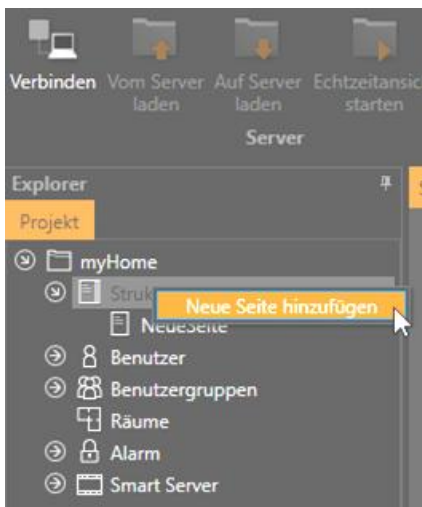 Verbinden Vom Server Auf Server
laden laden starten
Server
Explorer
Projekt
myHome
Neue Seite hinzufügen
NeueSeite
Benutzer
Benutzergruppen
Räume
Alarm
Smart Server